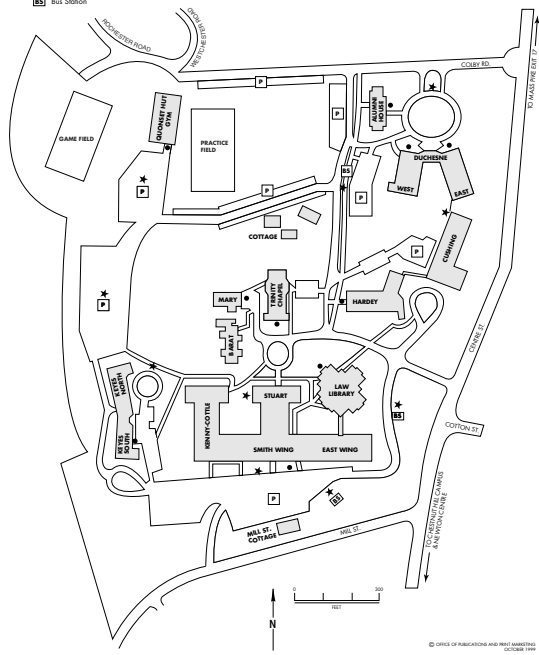 BS Bus Station
ROCHESTER ROAD
WESTCHESTER ROAD
COLBY RD.
TO MASS PIKE EXIT 17
P
P
ALUMNI
HOUSE
QUONSET HUT
GYM
GAME FIELD
PRACTICE
FIELD
DUCHESNE
WEST
EAST
BS
P
P
P
COTTAGE
CUSHING
P
MARY
TRINITY
CHAPEL
HARDEY
P
BARAT
CENTRE ST.
KEYES
NORTH
KEYES
SOUTH
KENNY-COTTLE
STUART
LAW
LIBRARY
BS
COTTON ST.
SMITH WING
EAST WING
P
BS
MILL ST.
COTTAGE
MILL ST.
TO CHESTNUT HILL CAMPUS
& NEWTON CENTRE
0
300
FEET
N
© OFFICE OF PUBLICATIONS AND PRINT MARKETING
OCTOBER 1999